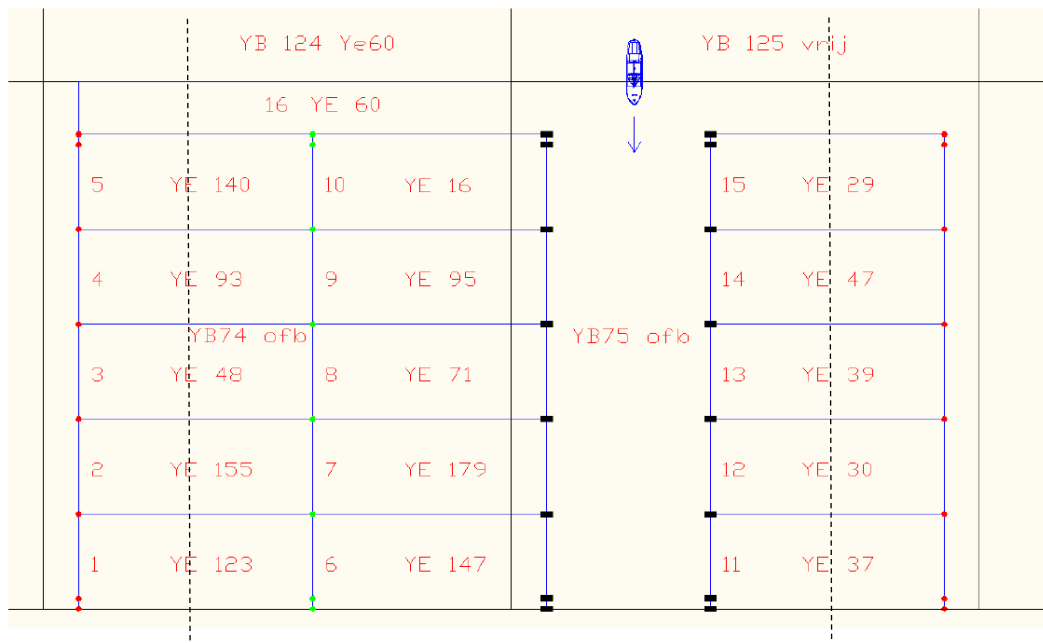 YB 124 Ye60
YB 125 vrij
16 YE 60
5 YE 140
10 YE 16
15 YE 29
4 YE 93
9 YE 95
14 YE 47
YB74 ofb
YB75 ofb
3 YE 48
8 YE 71
13 YE 39
2 YE 155
7 YE 179
12 YE 30
1 YE 123
6 YE 147
11 YE 37